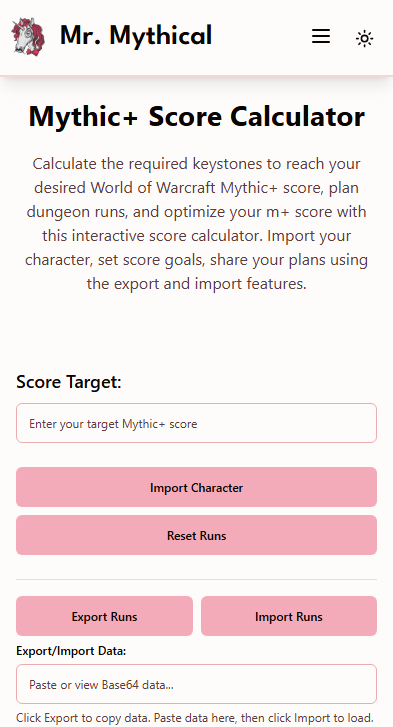 Mr. Mythical
Mythic+ Score Calculator
Calculate the required keystones to reach your
desired World of Warcraft Mythic+ score, plan
dungeon runs, and optimize your m+ score with
this interactive score calculator. Import your
character, set score goals, share your plans using
the export and import features.
Score Target:
Enter your target Mythic+ score
Import Character
Reset Runs
Export Runs
Import Runs
Export/Import Data:
Paste or view Base64 data...
Click Export to copy data. Paste data here, then click Import to load.